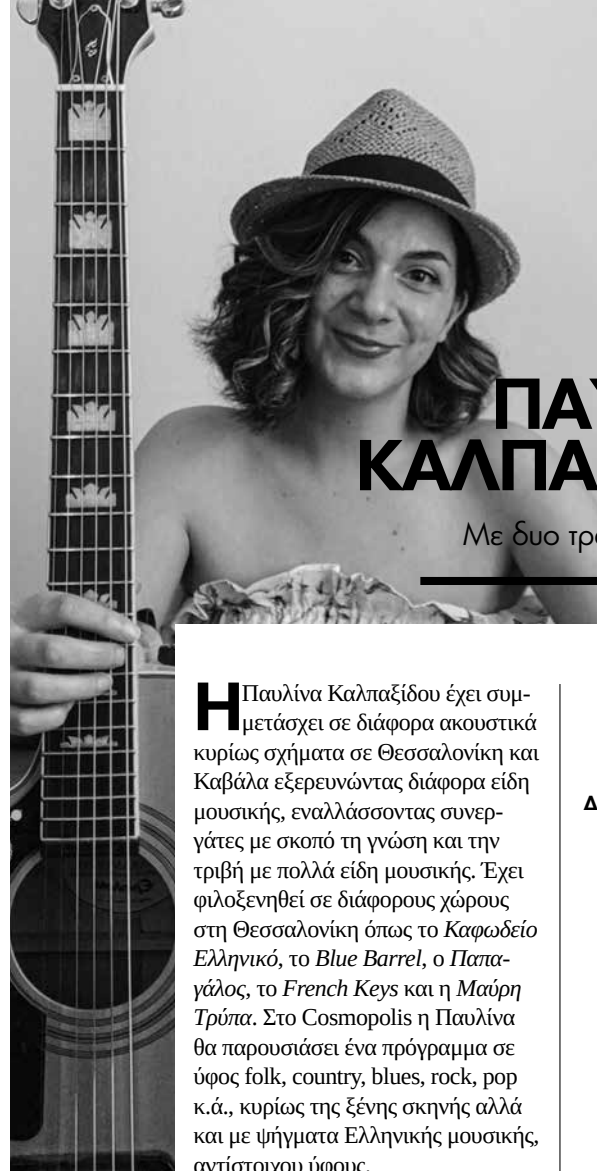 ΠΑΥ
ΚΑΛΠΑ
Με δυο τρο
Η Παυλίνα Καλπαξίδου έχει συμ-
μετάσχει σε διάφορα ακουστικά
κυρίως σχήματα σε Θεσσαλονίκη και
Καβάλα εξερευνώντας διάφορα είδη
μουσικής, εναλλάσσοντας συνερ-
γάτες με σκοπό τη γνώση και την
τριβή με πολλά είδη μουσικής. Έχει
φιλοξενηθεί σε διάφορους χώρους
στη Θεσσαλονίκη όπως το Καφωδείο
Ελληνικό, το Blue Barrel, ο Παπα-
γάλος, το French Keys και η Μαύρη
Τρύπα. Στο Cosmopolis η Παυλίνα
θα παρουσιάσει ένα πρόγραμμα σε
ύφος folk, country, blues, rock, pop
κ.ά., κυρίως της ξένης σκηνής αλλά
και με ψήγματα Ελληνικής μουσικής,
αντίστοιχου ύφους.
Δ